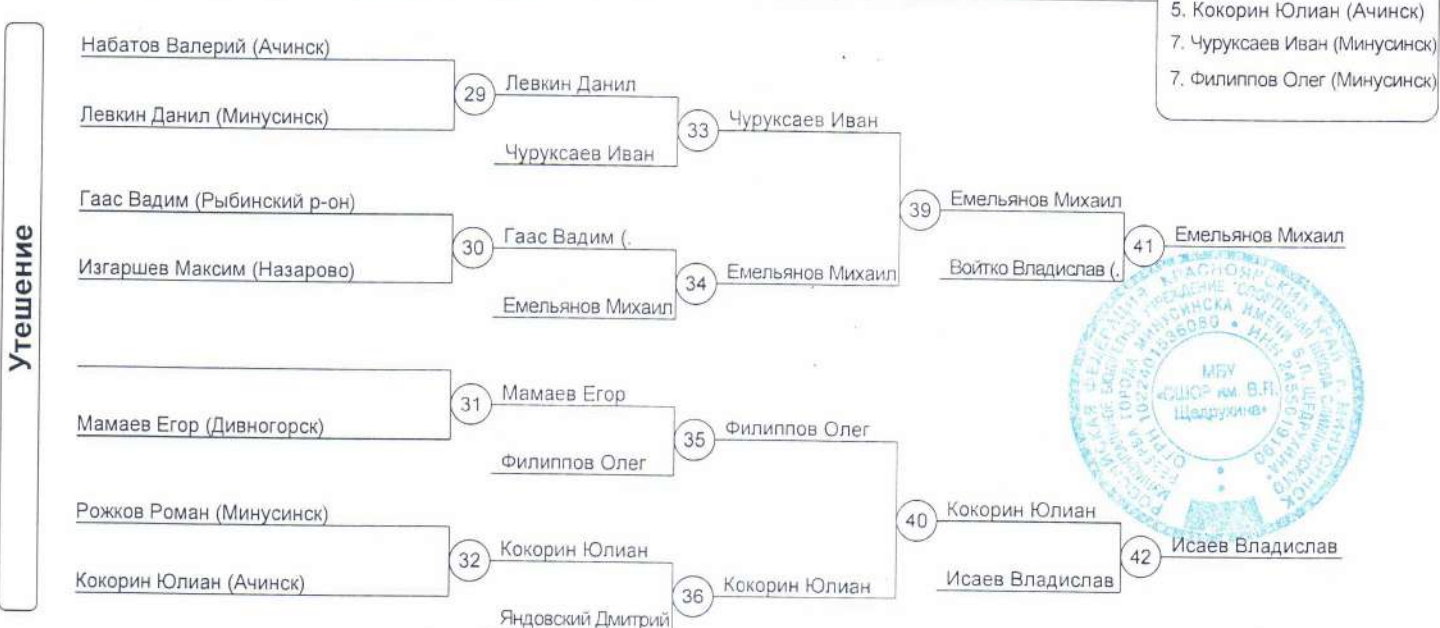 5. Кокорин Юлиан (Ачинск)
7. Чуруксаев Иван (Минусинск)
7. Филиппов Олег (Минусинск)
Утешение
Набатов Валерий (Ачинск)
29
Левкин Данил
Левкин Данил (Минусинск)
33
Чуруксаев Иван
Чуруксаев Иван
Гаас Вадим (Рыбинский р-он)
39
Емельянов Михаил
30
Гаас Вадим (.
41
Емельянов Михаил
Изгаршев Максим (Назарово)
34
Емельянов Михаил
Войтко Владислав (.
Емельянов Михаил
31
Мамаев Егор
Мамаев Егор (Дивногорск)
35
Филиппов Олег
Филиппов Олег
Рожков Роман (Минусинск)
40
Кокорин Юлиан
32
Кокорин Юлиан
42
Исаев Владислав
Кокорин Юлиан (Ачинск)
36
Кокорин Юлиан
Исаев Владислав
Яндовский Дмитрий
МБУ
«СШОР им. В.П.
Щедрухина»